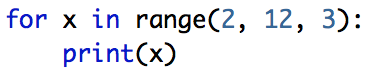 for x in range(2, 12, 3):
    print(x)